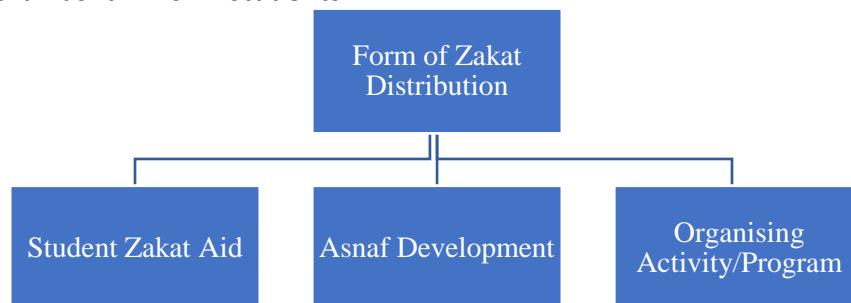 Form of Zakat
Distribution
Student Zakat Aid
Asnaf Development
Organising
Activity/Program